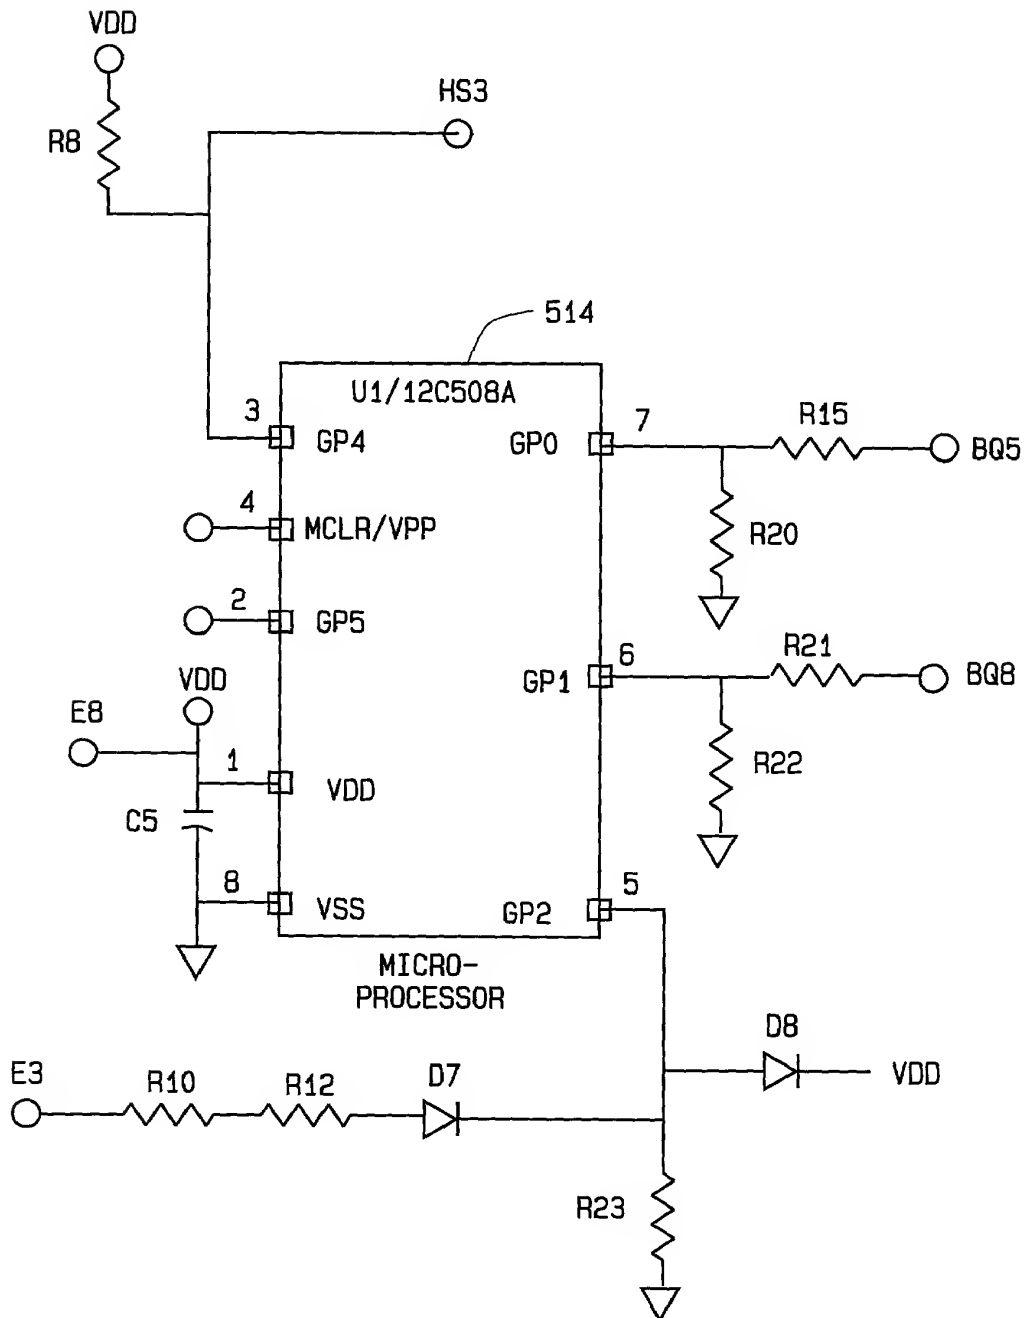 VDD
HS3
R8
514
U1/12C508A
3
GP4
GP0
7
R15
BQ5
4
MCLR/VPP
R20
2
GP5
R21
6
GP1
BQ8
VDD
E8
1
VDD
R22
C5
8
VSS
GP2
5
MICRO-
PROCESSOR
D8
VDD
E3
R10
R12
D7
R23